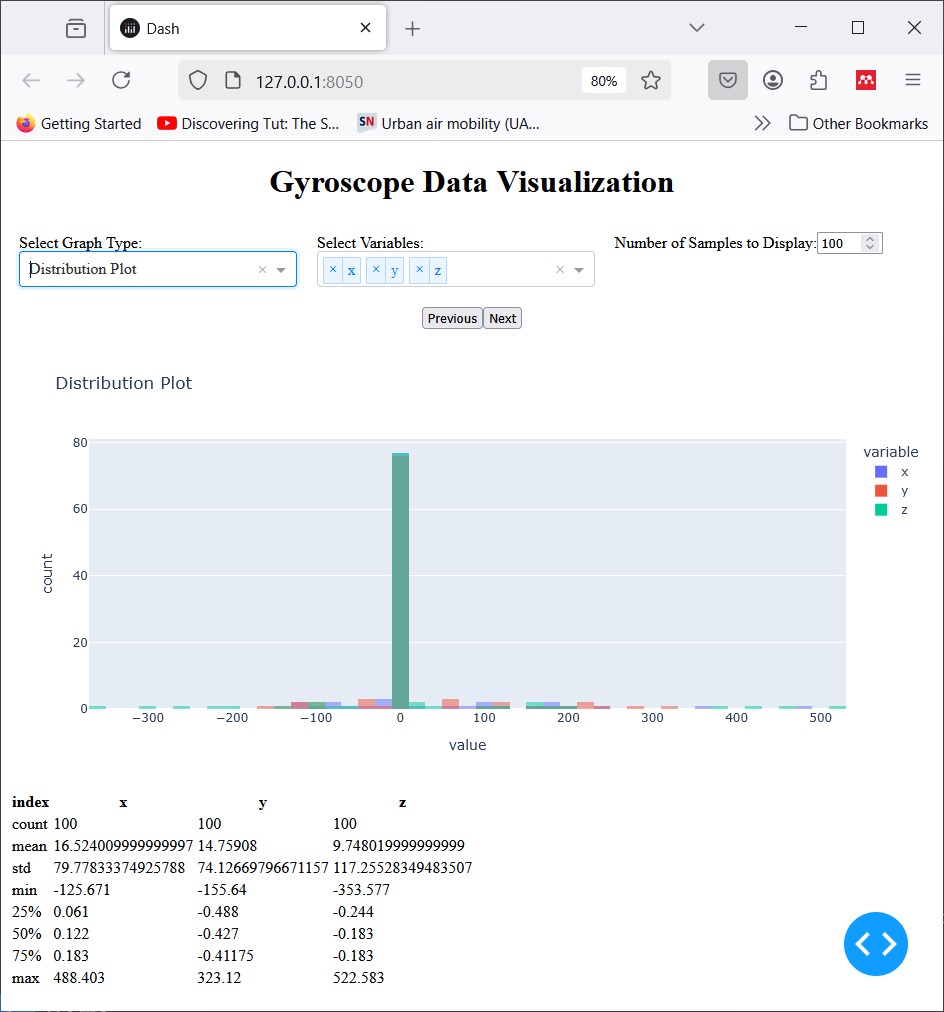 Dash
127.0.0.1:8050
80%
Getting Started
Discovering Tut: The S...
SN Urban air mobility (UA...
Other Bookmarks
Gyroscope Data Visualization
Select Graph Type:
Select Variables:
Number of Samples to Display: 100
Distribution Plot
× x × y × z
Previous Next
Distribution Plot
variable
x
y
z
80
60
40
20
0
count
−300 −200 −100 0 100 200 300 400 500
value
index x y z
count 100 100 100
mean 16.524009999999997 14.75908 9.748019999999999
std 79.77833374925788 74.12669796671157 117.25528349483507
min -125.671 -155.64 -353.577
25% 0.061 -0.488 -0.244
50% 0.122 -0.427 -0.183
75% 0.183 -0.41175 -0.183
max 488.403 323.12 522.583